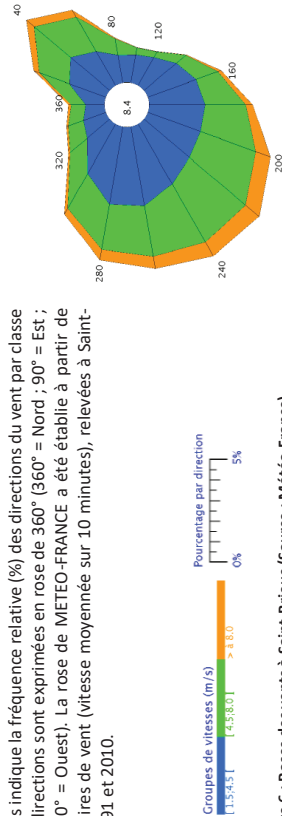 s indique la fréquence relative (%) des directions du vent par classe
directions sont exprimées en rose de 360° (360° = Nord ; 90° = Est ;
0° = Ouest). La rose de METEO-FRANCE a été établie à partir de
ires de vent (vitesse moyennée sur 10 minutes), relevées à Saint-
91 et 2010.
Groupes de vitesses (m/s)
[ 1.5;4.5 [
[ 4.5;8.0 [
> à 8.0
Pourcentage par direction
0%
5%
360
40
80
120
160
200
240
280
320
8.4